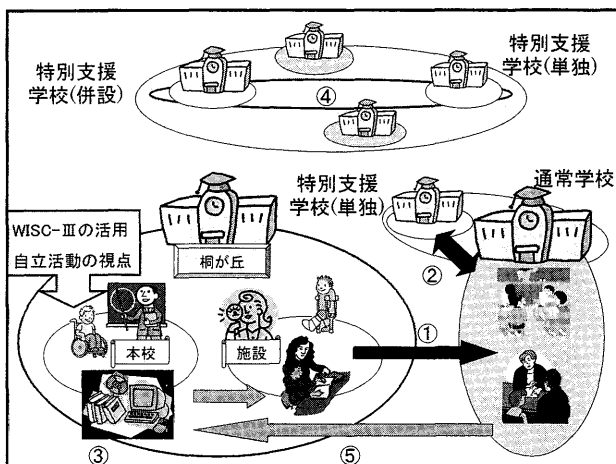 特別支援
学校(併設)
特別支援
学校(単独)
④
特別支援
学校(単独)
通常学校
WISC-Ⅲの活用
自立活動の視点
桐が丘
②
本校
施設
①
③
⑤